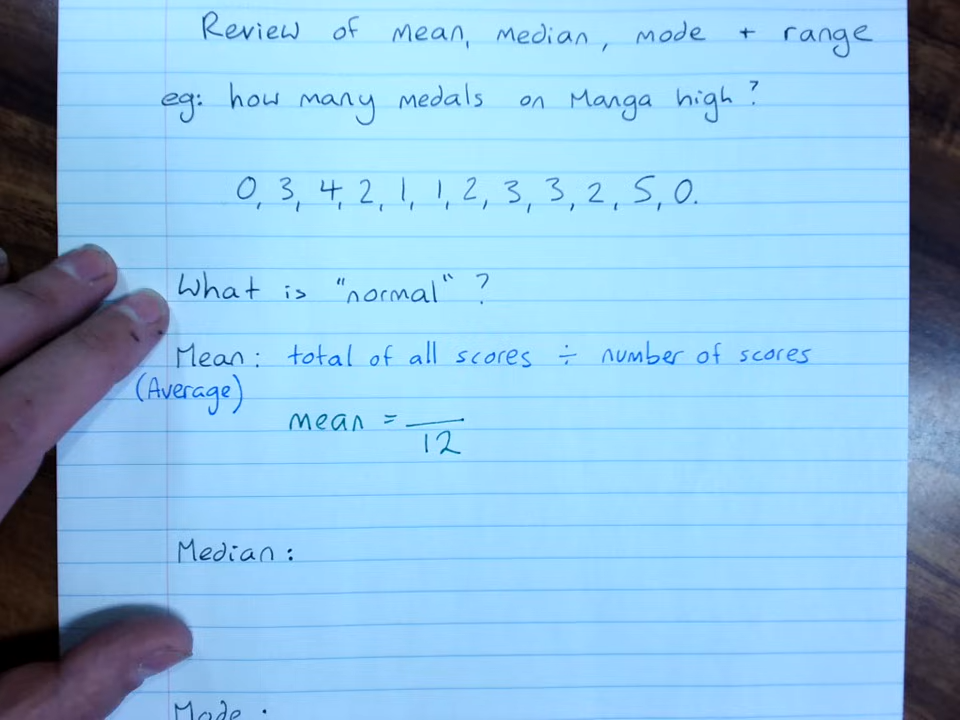 Review of mean, median, mode + range
eg: how many medals on Manga high?
0, 3, 4, 2, 1, 1, 2, 3, 3, 2, 5, 0.
What is "normal"?
Mean: total of all scores ÷ number of scores
(Average)
mean = __
12
Median:
Mode: